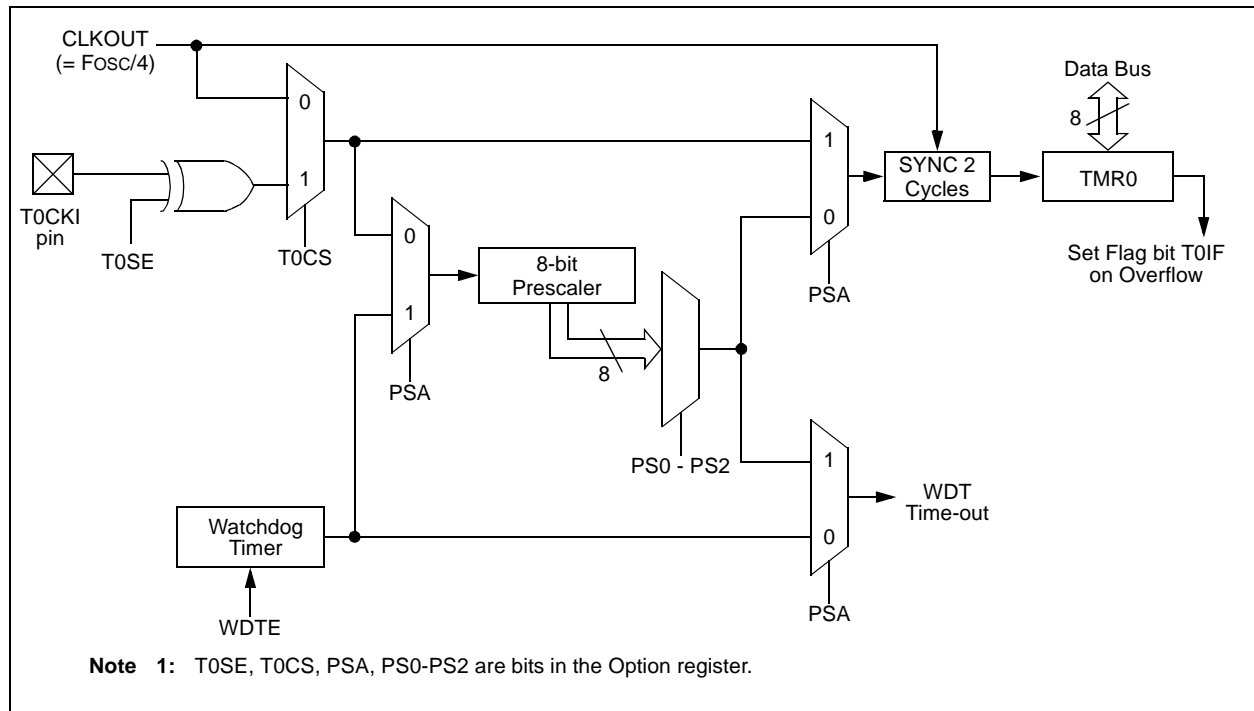 CLKOUT
(= FOSC/4)
T0CKI
pin
T0SE
0
1
T0CS
0
1
PSA
8-bit
Prescaler
8
PS0 - PS2
1
0
PSA
SYNC 2
Cycles
Data Bus
8
TMR0
Set Flag bit T0IF
on Overflow
Watchdog
Timer
WDTE
1
0
PSA
WDT
Time-out
Note 1: T0SE, T0CS, PSA, PS0-PS2 are bits in the Option register.